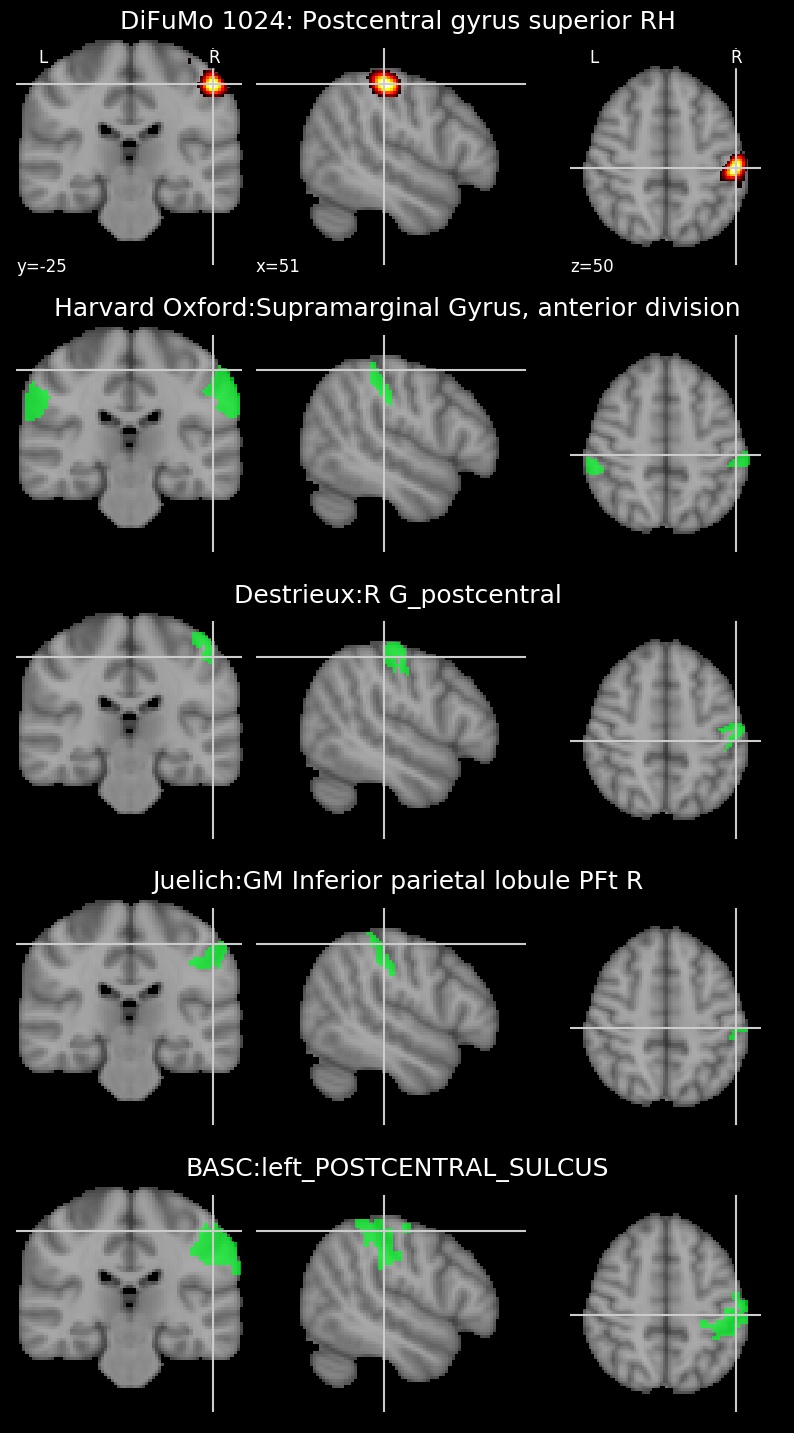 DiFuMo 1024: Postcentral gyrus superior RH
L R L R
y=-25 x=51 z=50
Harvard Oxford:Supramarginal Gyrus, anterior division
Destrieux:R G_postcentral
Juelich:GM Inferior parietal lobule PFt R
BASC:left_POSTCENTRAL_SULCUS